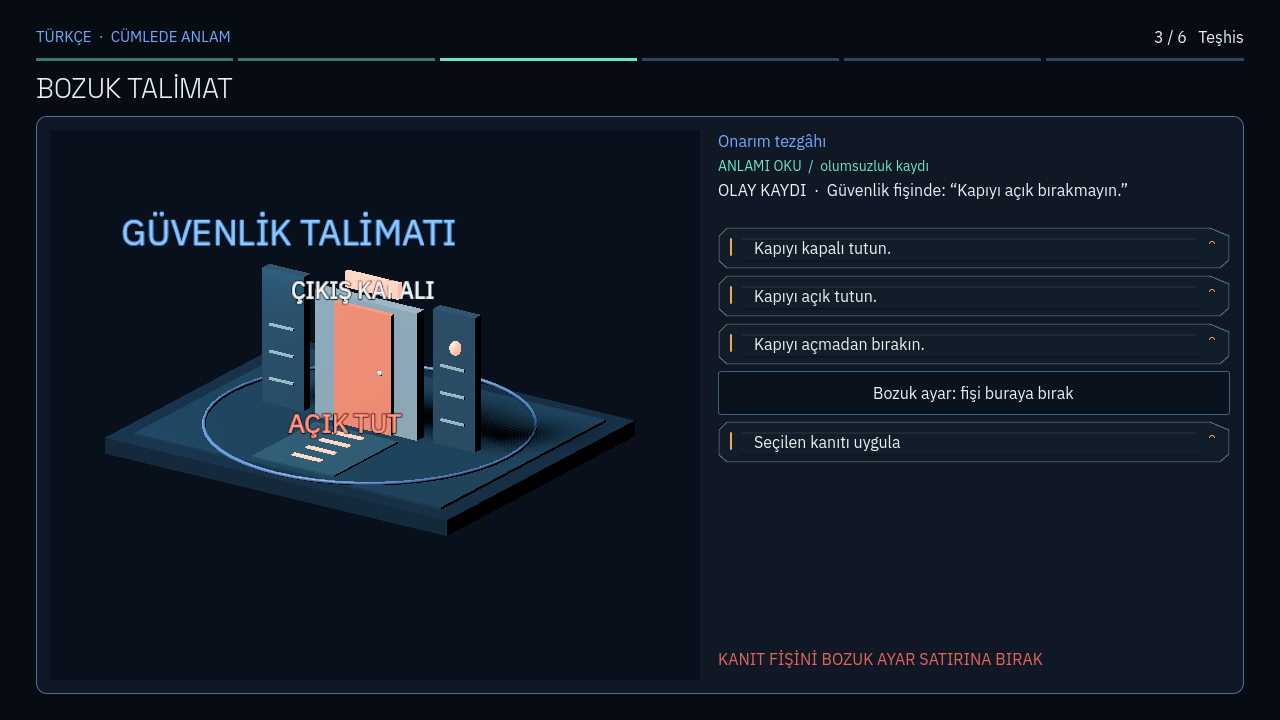 TÜRKÇE · CÜMLEDE ANLAM
3 / 6 Teşhis
BOZUK TALİMAT
GÜVENLİK TALİMATI
ÇIKIŞ KAPALI
AÇIK TUT
Onarım tezgâhı
ANLAMI OKU / olumsuzluk kaydı
OLAY KAYDI · Güvenlik fişinde: “Kapıyı açık bırakmayın.”
Kapıyı kapalı tutun.
Kapıyı açık tutun.
Kapıyı açmadan bırakın.
Bozuk ayar: fişi buraya bırak
Seçilen kanıtı uygula
KANIT FİŞİNİ BOZUK AYAR SATIRINA BIRAK